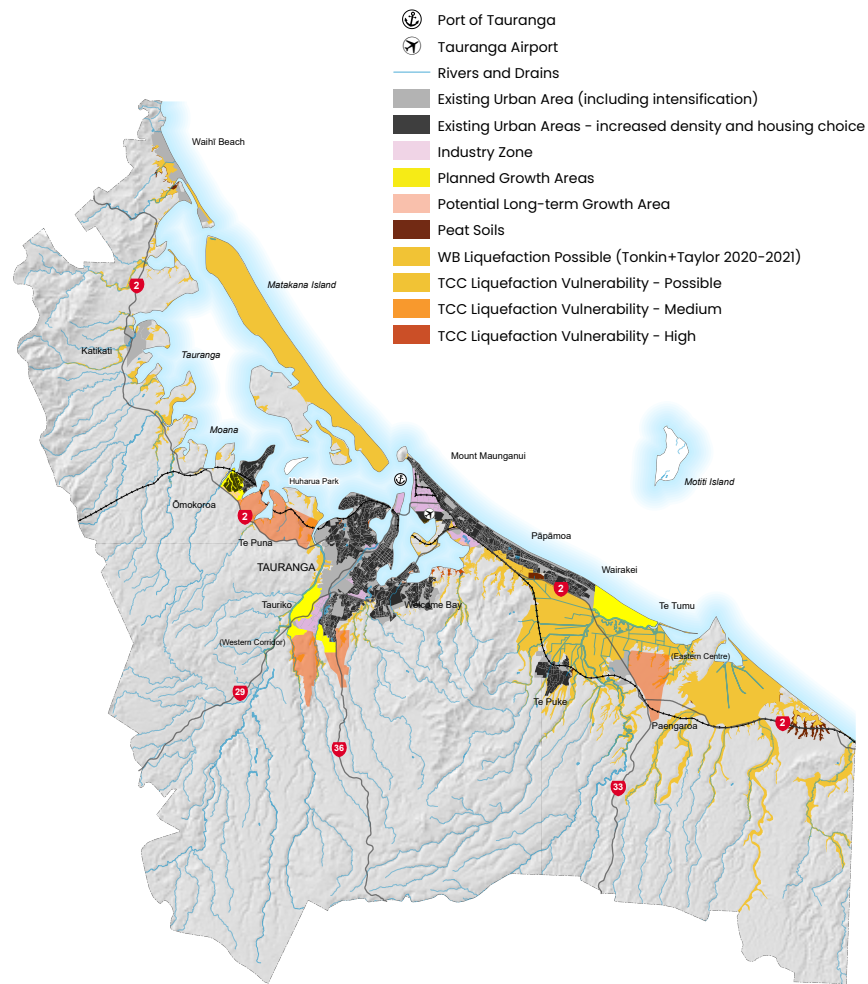 Port of Tauranga
Tauranga Airport
Rivers and Drains
Existing Urban Area (including intensification)
Existing Urban Areas - increased density and housing choice
Industry Zone
Planned Growth Areas
Potential Long-term Growth Area
Peat Soils
WB Liquefaction Possible (Tonkin+Taylor 2020-2021)
TCC Liquefaction Vulnerability - Possible
TCC Liquefaction Vulnerability - Medium
TCC Liquefaction Vulnerability - High
Waihī Beach
2
Matakana Island
Katikati
Tauranga
Moana
Mount Maunganui
Huharua Park
Motiti Island
Ōmokoroa
2
Te Puna
Pāpāmoa
TAURANGA
Wairakei
2
Tauriko
Welcome Bay
Te Tumu
(Western Corridor)
(Eastern Centre)
29
Te Puke
Paengaroa
2
36
33